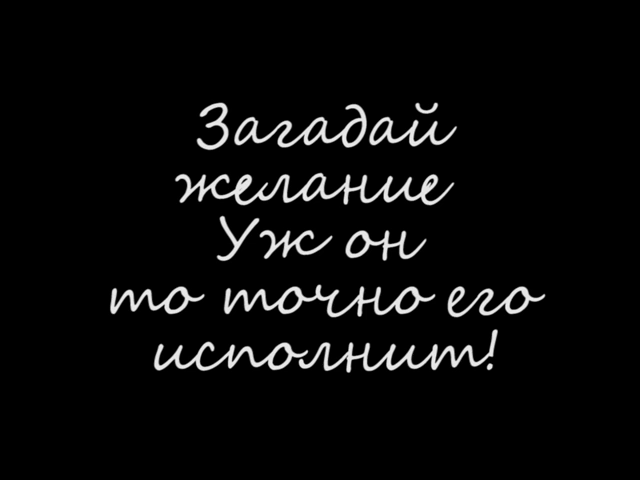 Загадай
желание
Уж он
то точно его
исполнит!